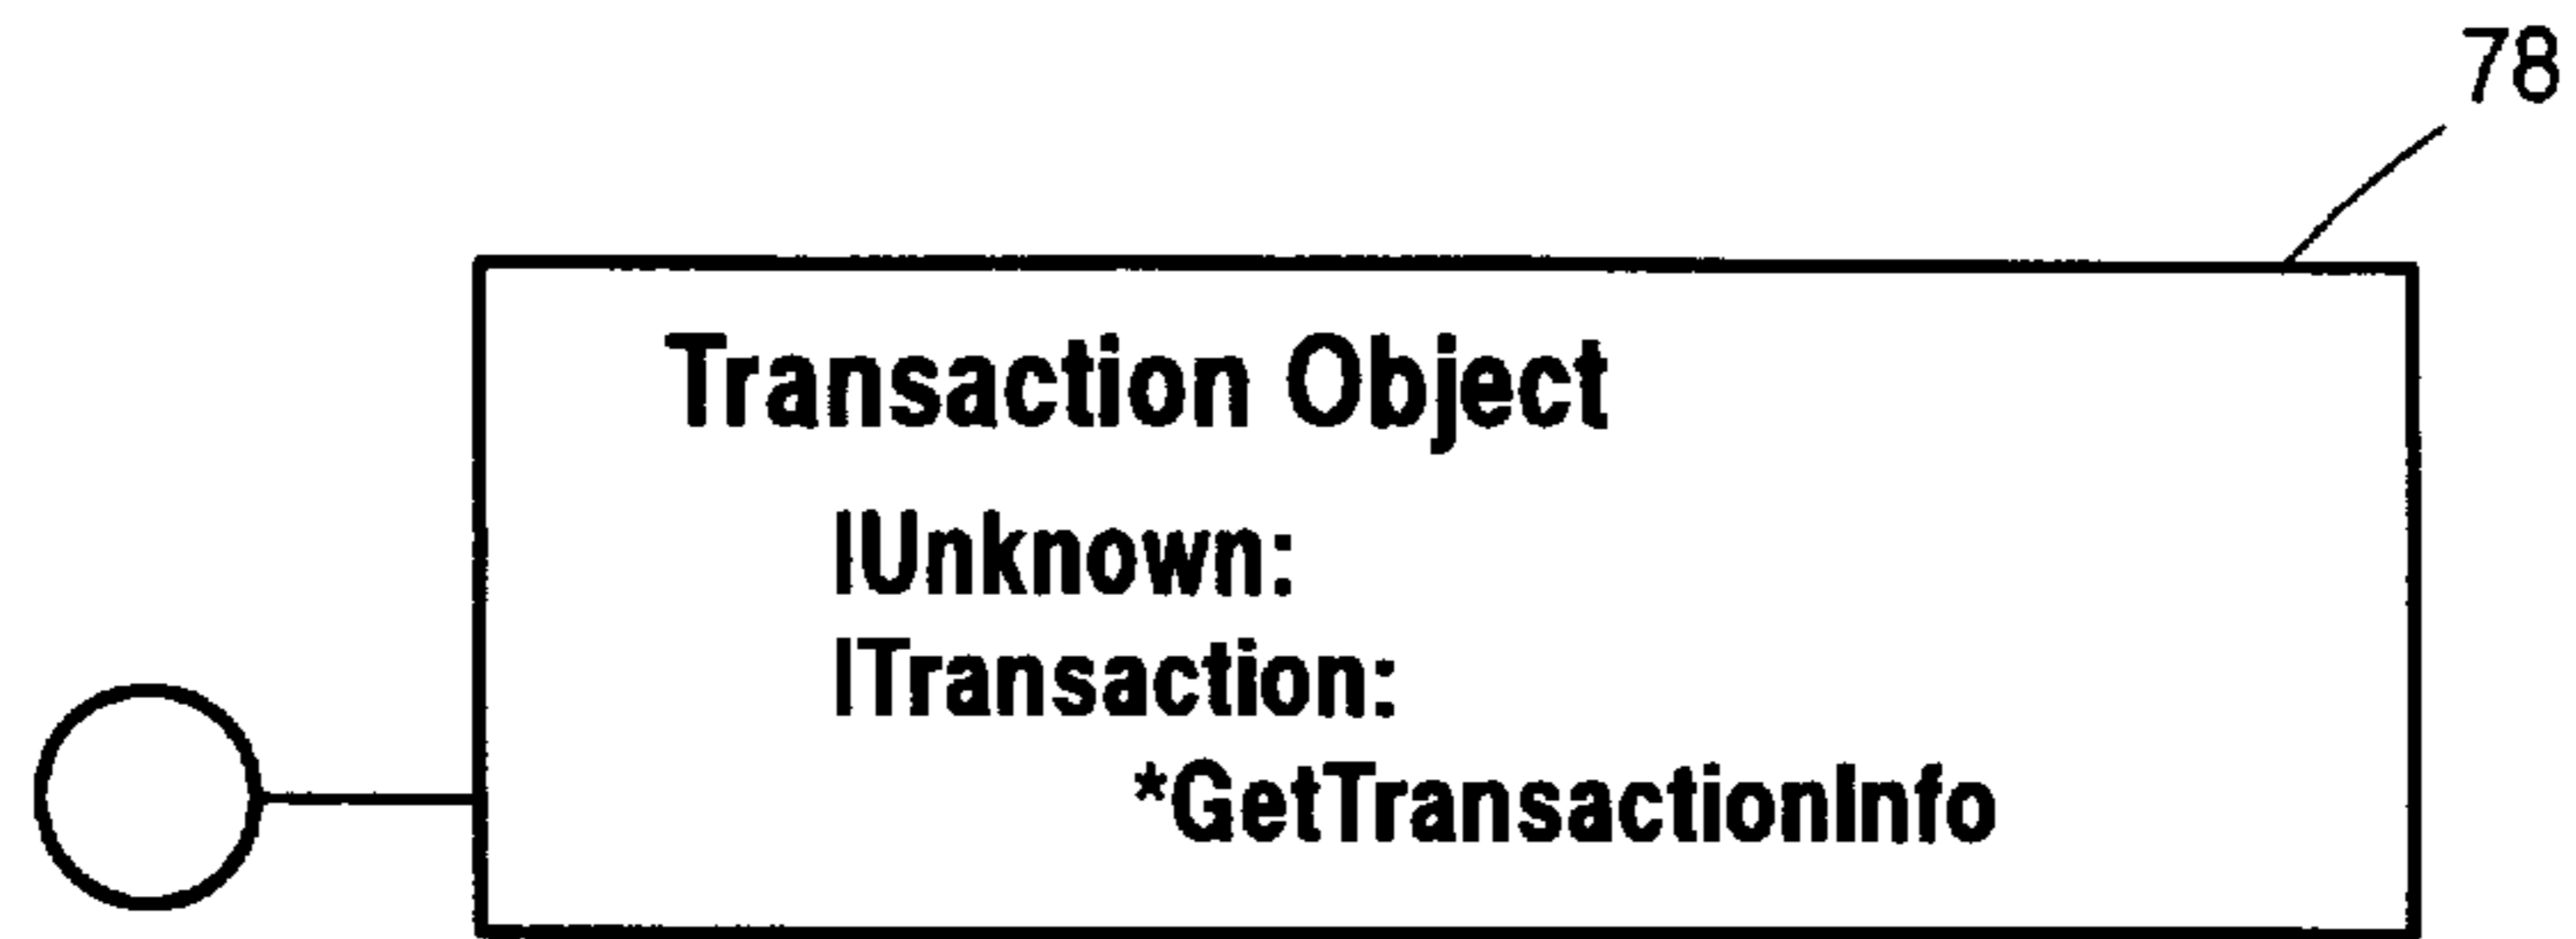 78
Transaction Object
IUnknown:
ITransaction:
*GetTransactionInfo